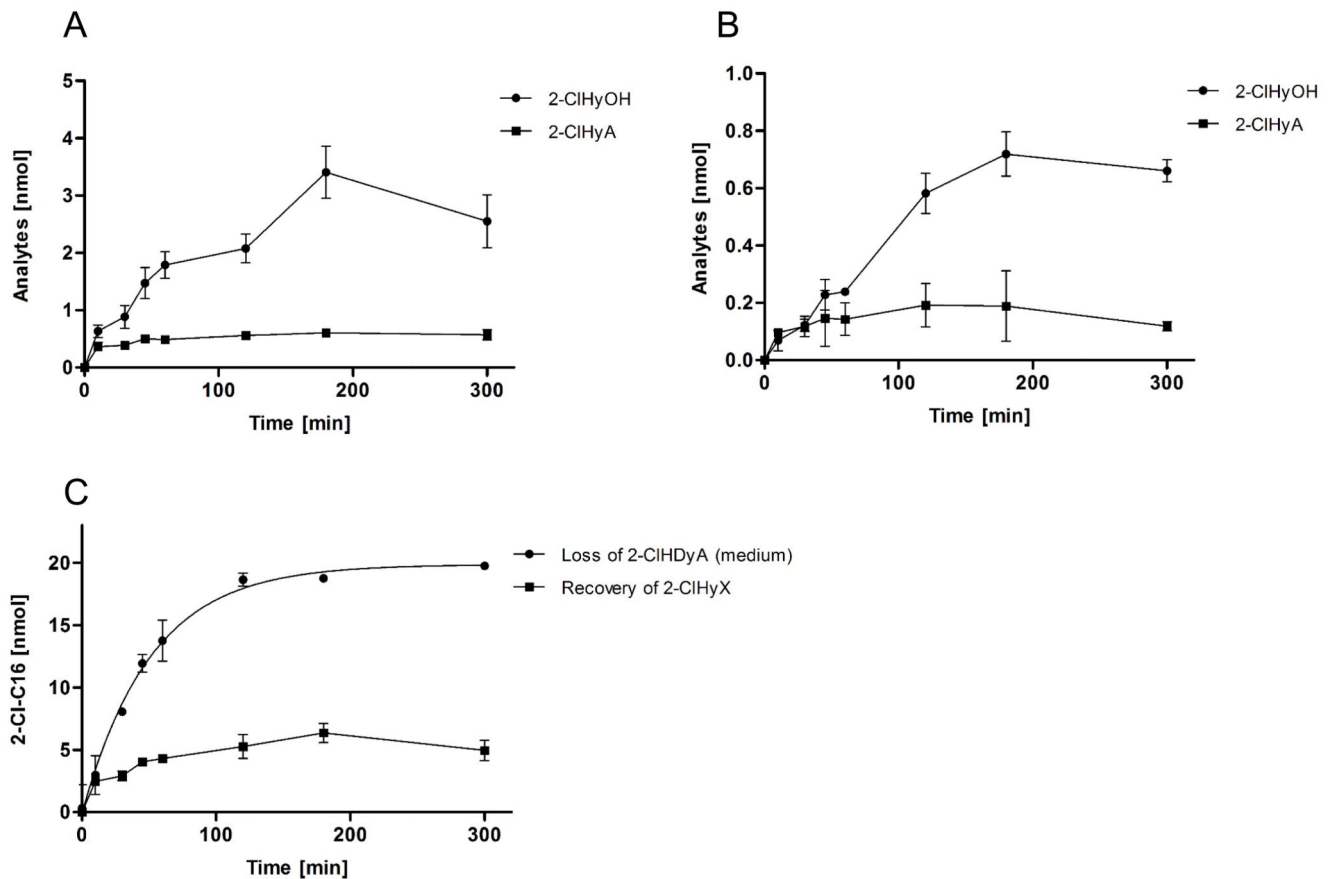 A
5
4
3
2
1
0
Analytes [nmol]
0 100 200 300
Time [min]
2-ClHyOH
2-ClHyA
B
1.0
0.8
0.6
0.4
0.2
0.0
Analytes [nmol]
0 100 200 300
Time [min]
2-ClHyOH
2-ClHyA
C
20
15
10
5
0
2-Cl-C16 [nmol]
0 100 200 300
Time [min]
Loss of 2-ClHDyA (medium)
Recovery of 2-ClHyX